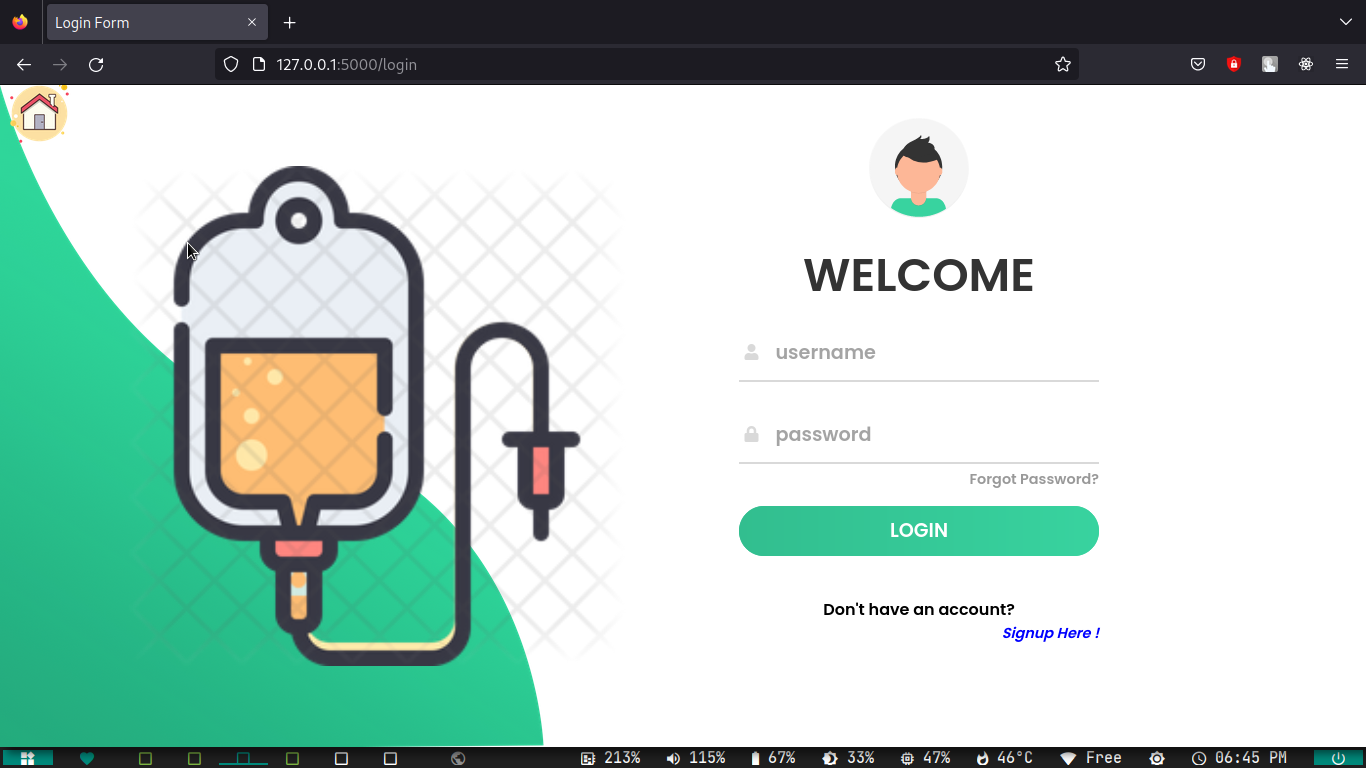 Login Form
127.0.0.1:5000/login
WELCOME
username
password
Forgot Password?
LOGIN
Don't have an account?
Signup Here !
213% 115% 67% 33% 47% 46°C Free 06:45 PM